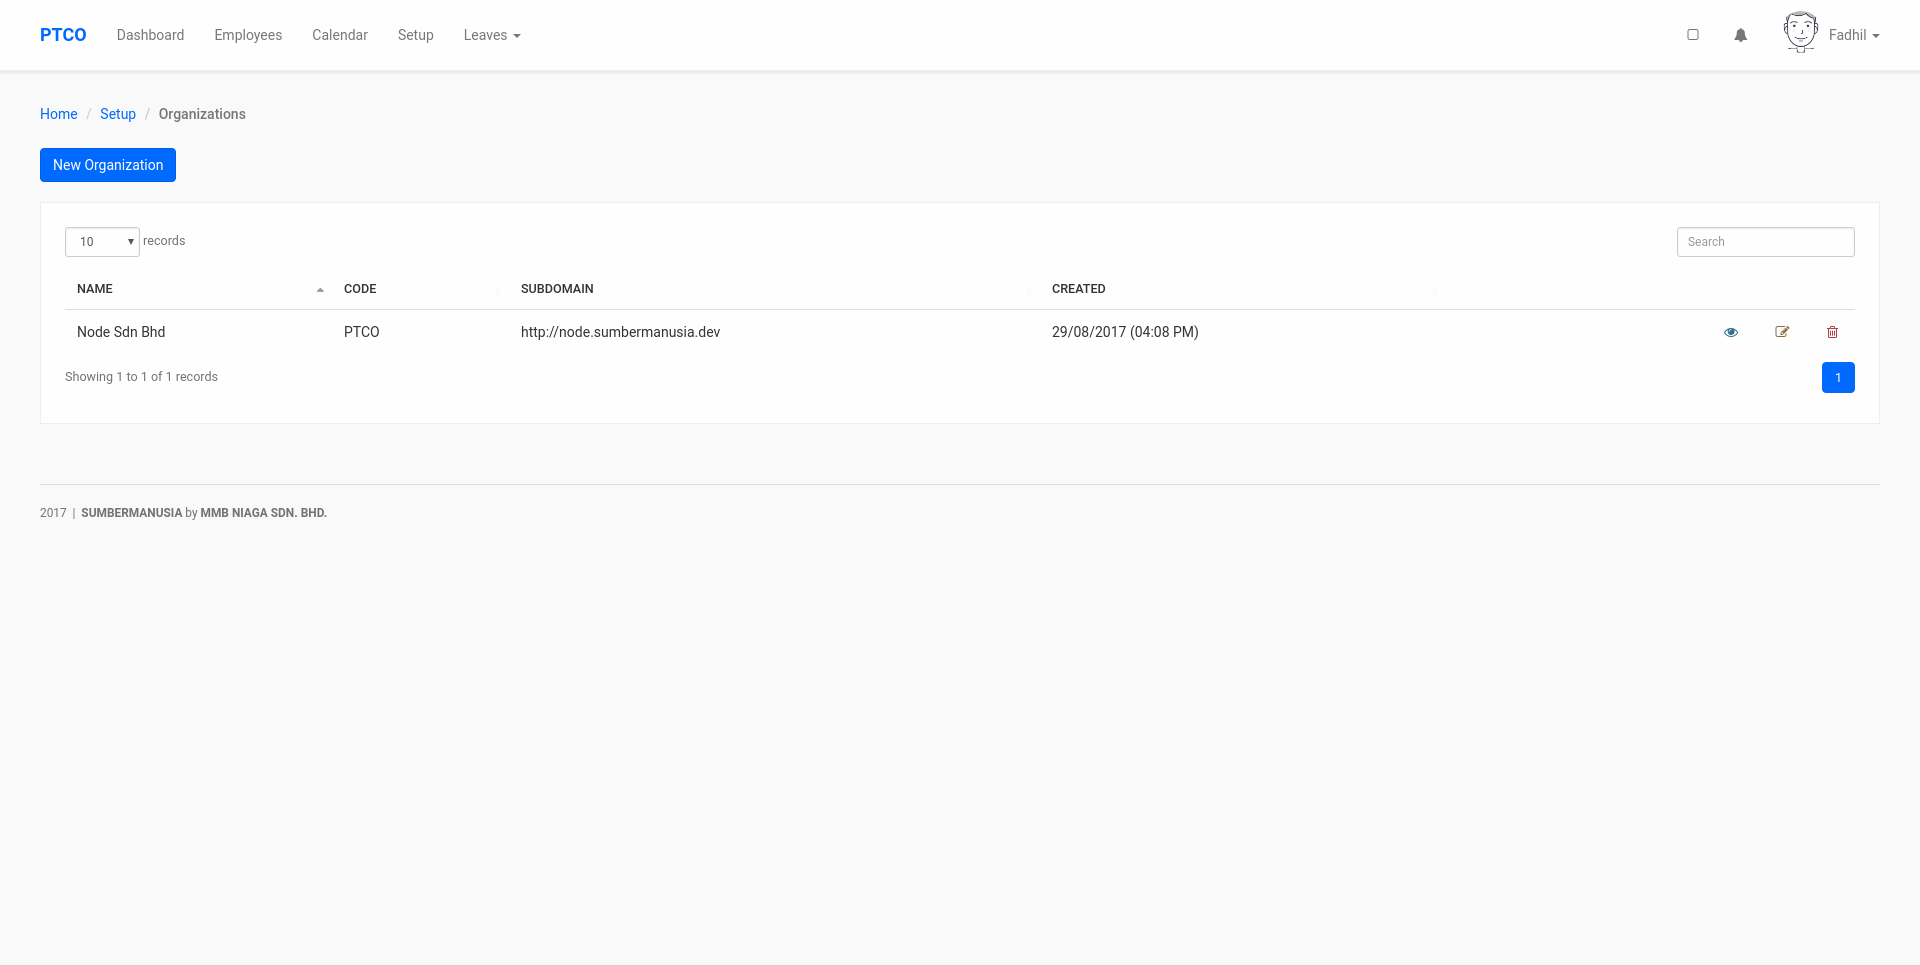 PTCO Dashboard Employees Calendar Setup Leaves Fadhil
Home / Setup / Organizations
New Organization
10 records Search
NAME CODE SUBDOMAIN CREATED
Node Sdn Bhd PTCO http://node.sumbermanusia.dev 29/08/2017 (04:08 PM)
Showing 1 to 1 of 1 records 1
2017 | SUMBERMANUSIA by MMB NIAGA SDN. BHD.